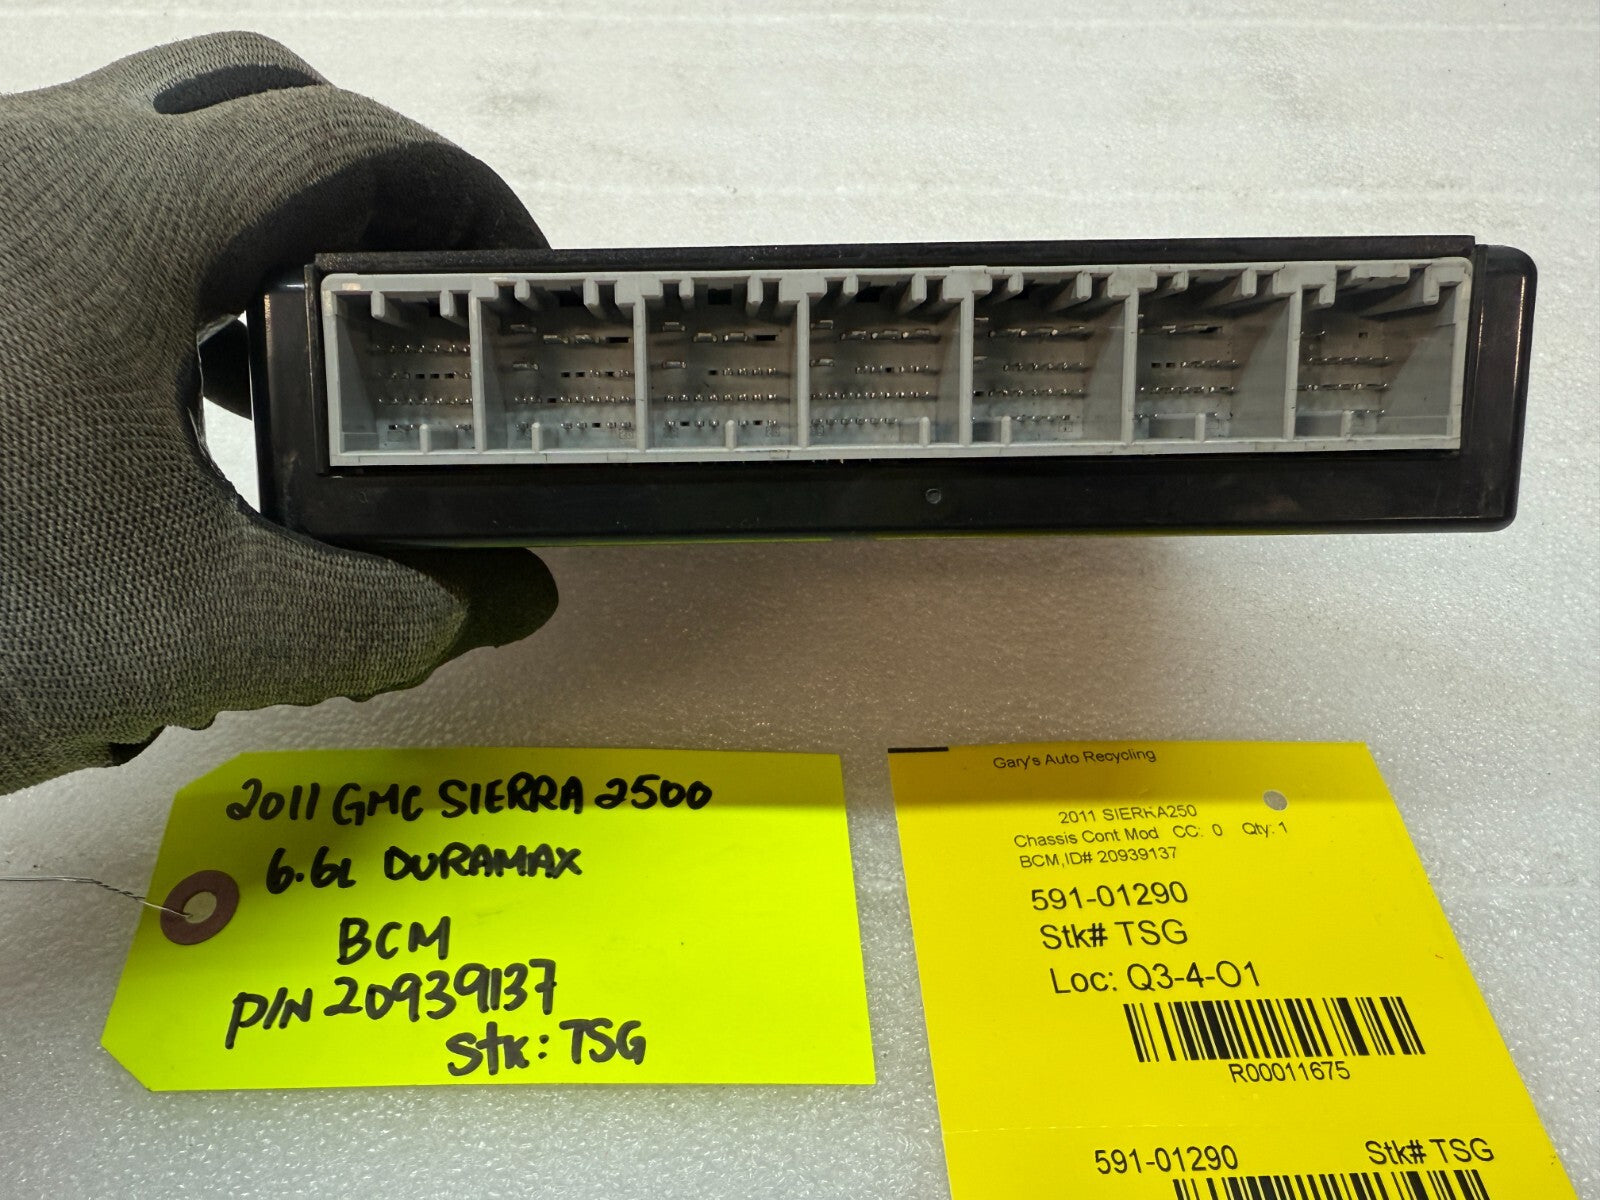 2011 GMC SIERRA 2500
6.6L DURAMAX
BCM
P/N 20939137
Stk: TSG
Gary's Auto Recycling
2011 SIERRA250
Chassis Cont Mod CC: 0 Qty: 1
BCM,ID# 20939137
591-01290
Stk# TSG
Loc: Q3-4-O1
R00011675
591-01290 Stk# TSG